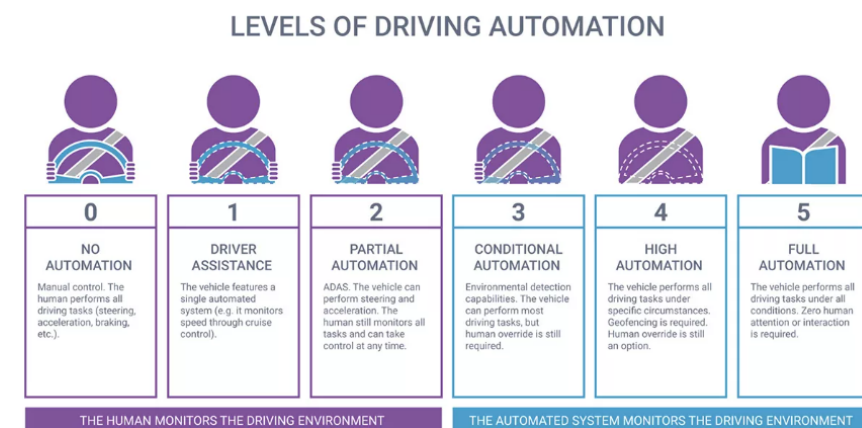 LEVELS OF DRIVING AUTOMATION
0
NO
AUTOMATION
Manual control. The
human performs all
driving tasks (steering,
acceleration, braking,
etc.).
1
DRIVER
ASSISTANCE
The vehicle features a
single automated
system (e.g. it monitors
speed through cruise
control).
2
PARTIAL
AUTOMATION
ADAS. The vehicle can
perform steering and
acceleration. The
human still monitors all
tasks and can take
control at any time.
3
CONDITIONAL
AUTOMATION
Environmental detection
capabilities. The vehicle
can perform most
driving tasks, but
human override is still
required.
4
HIGH
AUTOMATION
The vehicle performs all
driving tasks under
specific circumstances.
Geofencing is required.
Human override is still
an option.
5
FULL
AUTOMATION
The vehicle performs all
driving tasks under all
conditions. Zero human
attention or interaction
is required.
THE HUMAN MONITORS THE DRIVING ENVIRONMENT
THE AUTOMATED SYSTEM MONITORS THE DRIVING ENVIRONMENT